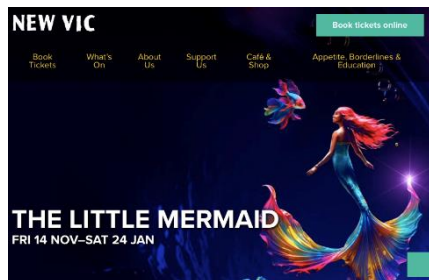 NEW VIC
Book tickets online
Book Tickets
What's On
About Us
Support Us
Café & Shop
Appetite, Borderlines & Education
THE LITTLE MERMAID
FRI 14 NOV–SAT 24 JAN